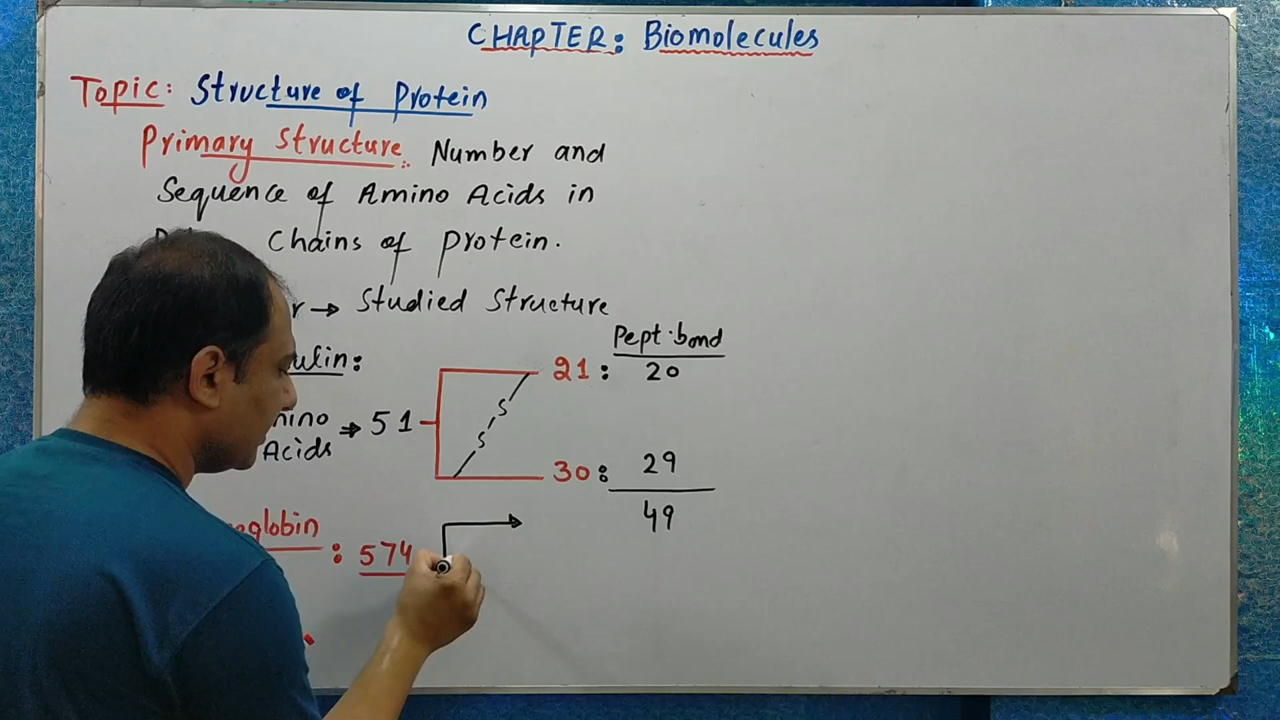 CHAPTER: Biomolecules
Topic: Structure of Protein
Primary Structure: Number and
Sequence of Amino Acids in
Chains of protein.
→ Studied Structure
Pept. bond
21 : 20
Acids ⇒ 51
S
S
30 : 29
49
: 574